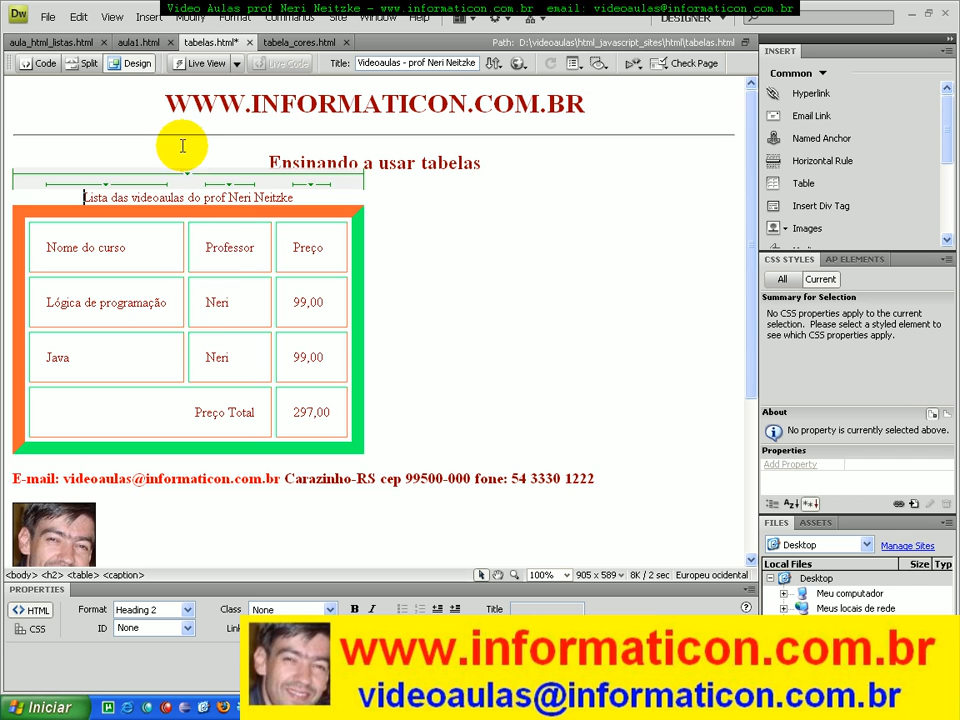 Video Aulas prof Neri Neitzke - www.informaticon.com.br email: videoaulas@informaticon.com.br
Dw File Edit View Insert Modify Format Commands Site Window Help DESIGNER
aula_html_listas.html × aula1.html × tabelas.html* × tabela_cores.html × Path: D:\videoaulas\html_javascript_sites\html\tabelas.html
Code Split Design Live View Live Code Title: Videoaulas - prof Neri Neitzke Check Page
WWW.INFORMATICON.COM.BR
Ensinando a usar tabelas
Lista das videoaulas do prof Neri Neitzke
Nome do curso Professor Preço
Lógica de programação Neri 99,00
Java Neri 99,00
Preço Total 297,00
E-mail: videoaulas@informaticon.com.br Carazinho-RS cep 99500-000 fone: 54 3330 1222
<body> <h2> <table> <caption> 100% 905 x 589 8K / 2 sec Europeu ocidental
PROPERTIES
HTML Format Heading 2 Class None B I Title
CSS ID None Link
INSERT
Common
Hyperlink
Email Link
Named Anchor
Horizontal Rule
Table
Insert Div Tag
Images
CSS STYLES AP ELEMENTS
All Current
Summary for Selection
No CSS properties apply to the current
selection. Please select a styled element to
see which CSS properties apply.
About
No property is currently selected above.
Properties
Add Property
FILES ASSETS
Desktop Manage Sites
Local Files Size Typ
Desktop
Meu computador
Meus locais de rede
www.informaticon.com.br
videoaulas@informaticon.com.br
Iniciar